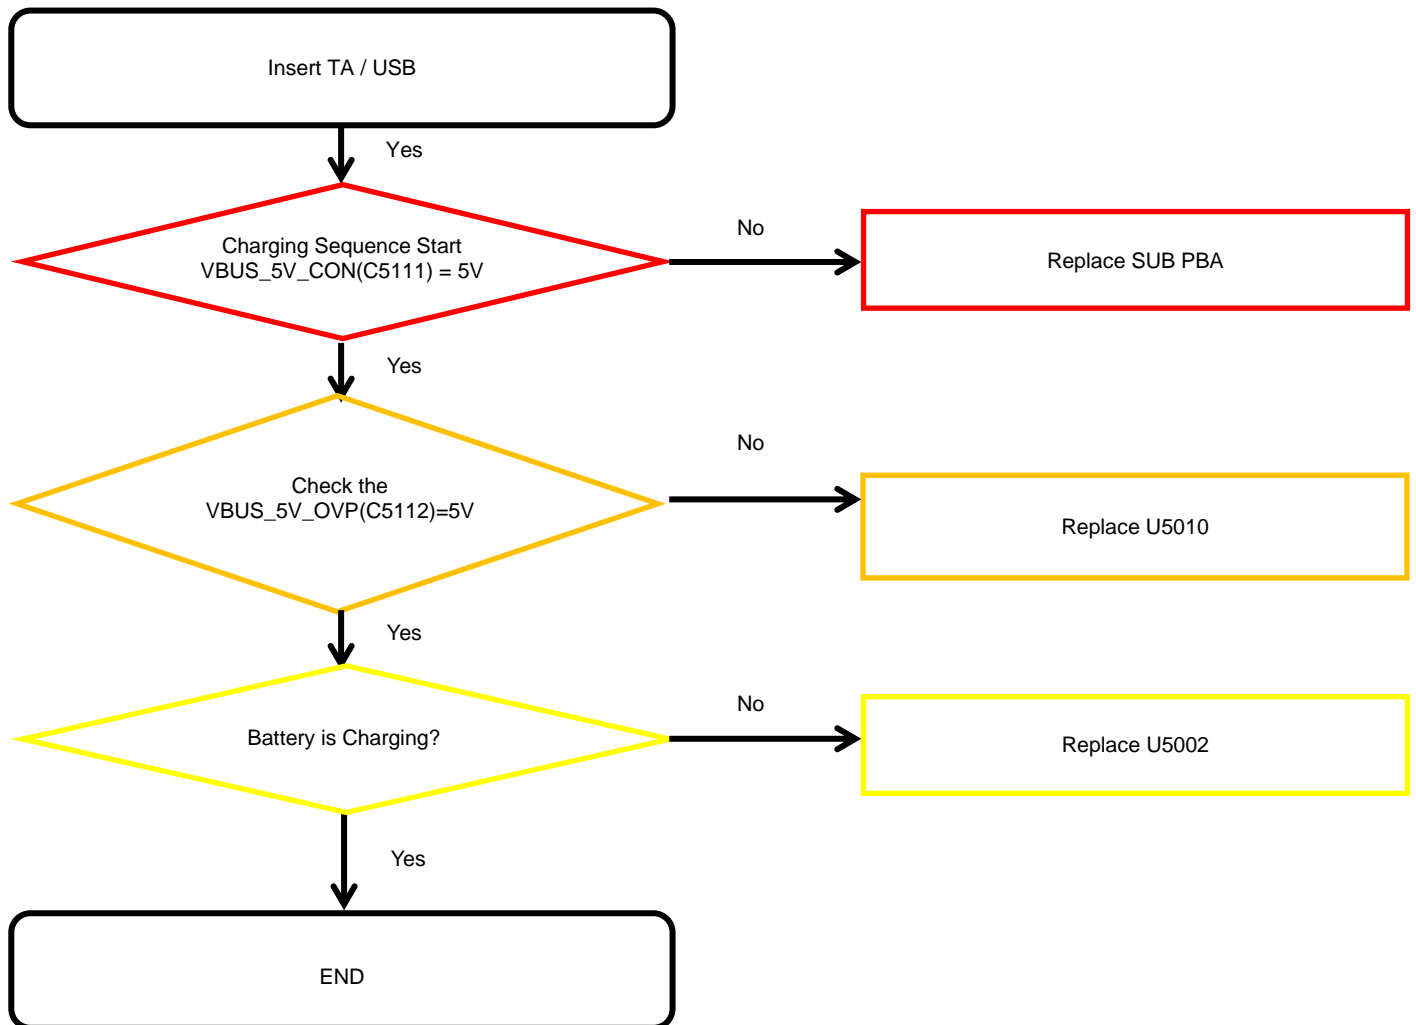 Insert TA / USB
Yes
Charging Sequence Start
VBUS_5V_CON(C5111) = 5V
No
Replace SUB PBA
Yes
Check the
VBUS_5V_OVP(C5112)=5V
No
Replace U5010
Yes
Battery is Charging?
No
Replace U5002
Yes
END